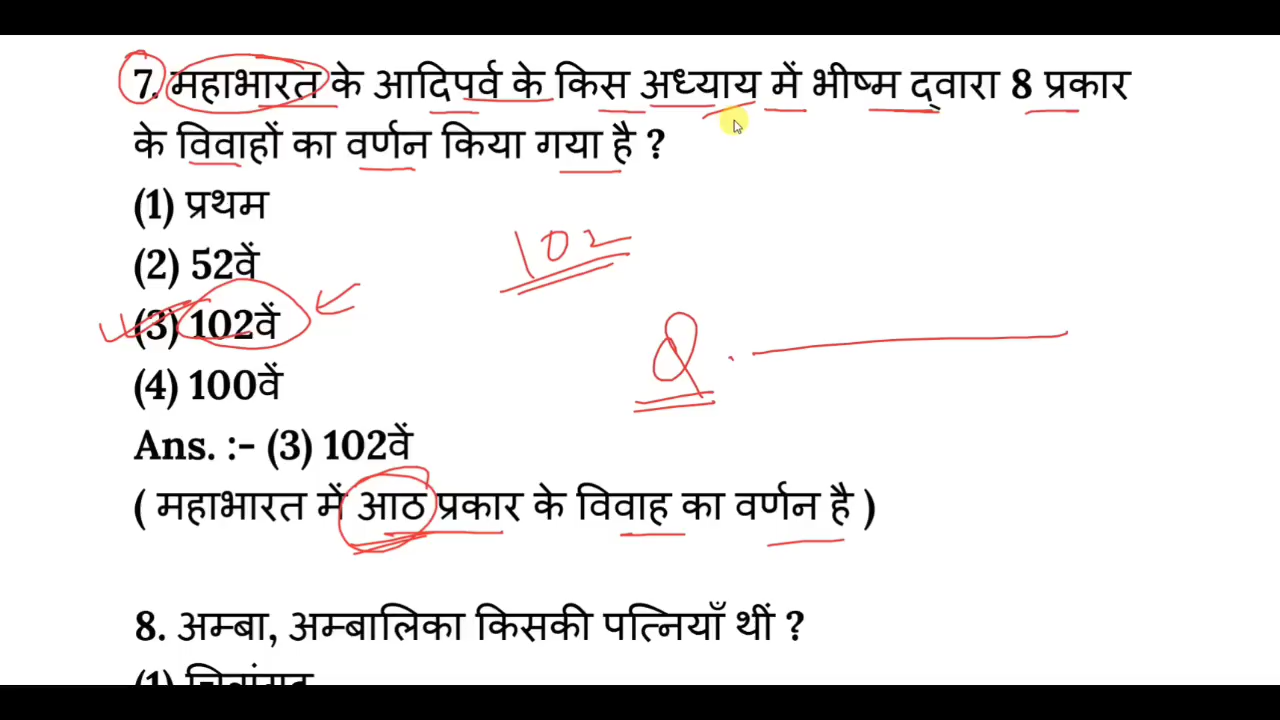 7. महाभारत के आदिपर्व के किस अध्याय में भीष्म द्वारा 8 प्रकार
के विवाहों का वर्णन किया गया है ?
(1) प्रथम
(2) 52वें
102
(3) 102वें
Q.
(4) 100वें
Ans. :- (3) 102वें
( महाभारत में आठ प्रकार के विवाह का वर्णन है )
8. अम्बा, अम्बालिका किसकी पत्नियाँ थीं ?
(1)